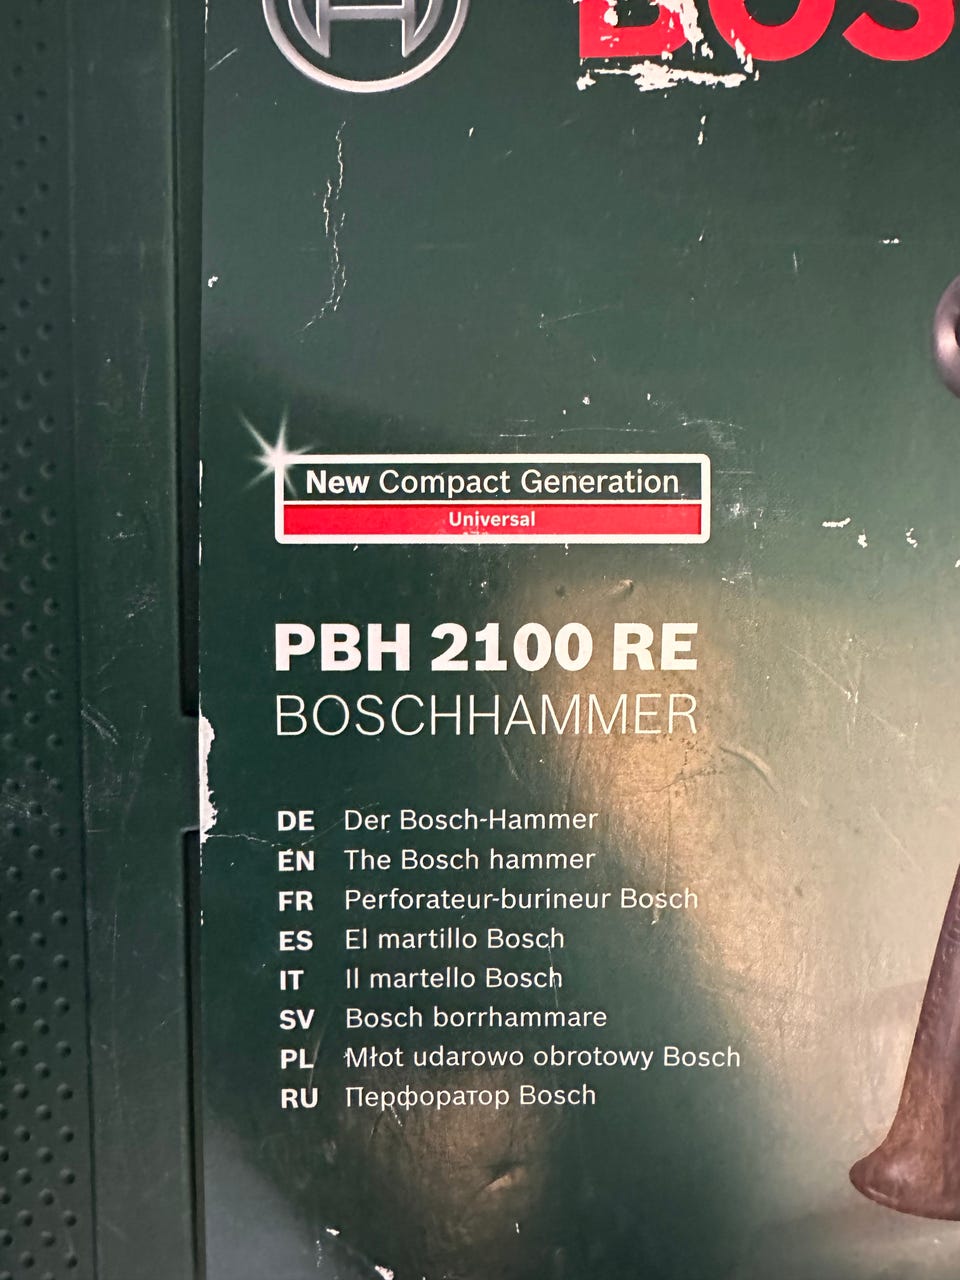 BOS
New Compact Generation
Universal
PBH 2100 RE
BOSCHHAMMER
DE Der Bosch-Hammer
EN The Bosch hammer
FR Perforateur-burineur Bosch
ES El martillo Bosch
IT Il martello Bosch
SV Bosch borrhammare
PL Młot udarowo obrotowy Bosch
RU Перфоратор Bosch